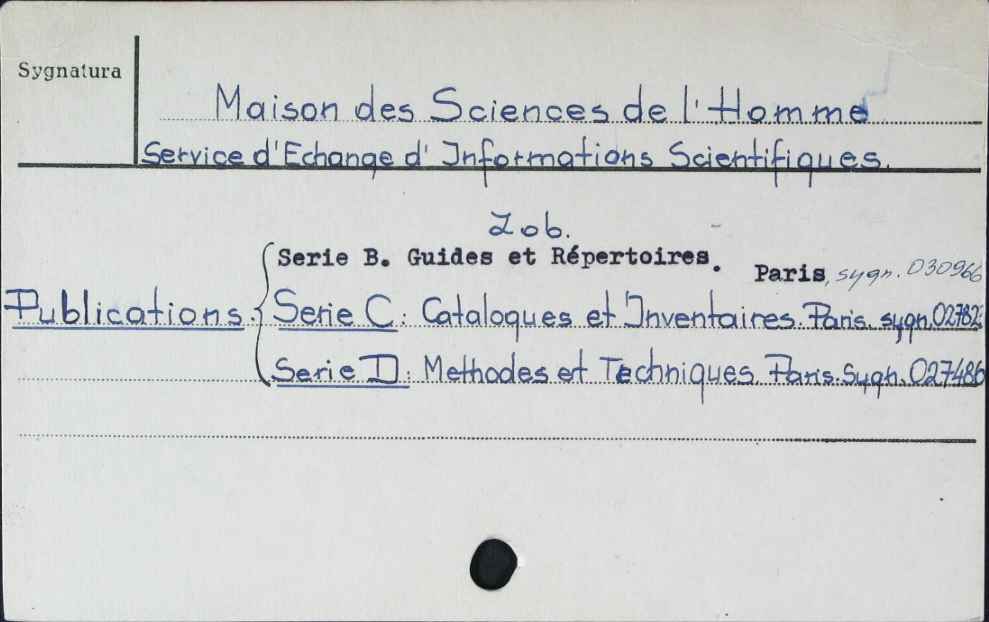 Sygnatura
Maison des Sciences de l'Homme
Service d'Echange d'Informations Scientifiques.
Zob.
Serie B. Guides et Répertoires. Paris, sygn. 030966
Publications. Serie C: Catalogues et Inventaires. Paris. sygn. 02782
Serie D: Methodes et Techniques. Paris. Sygn. 027486